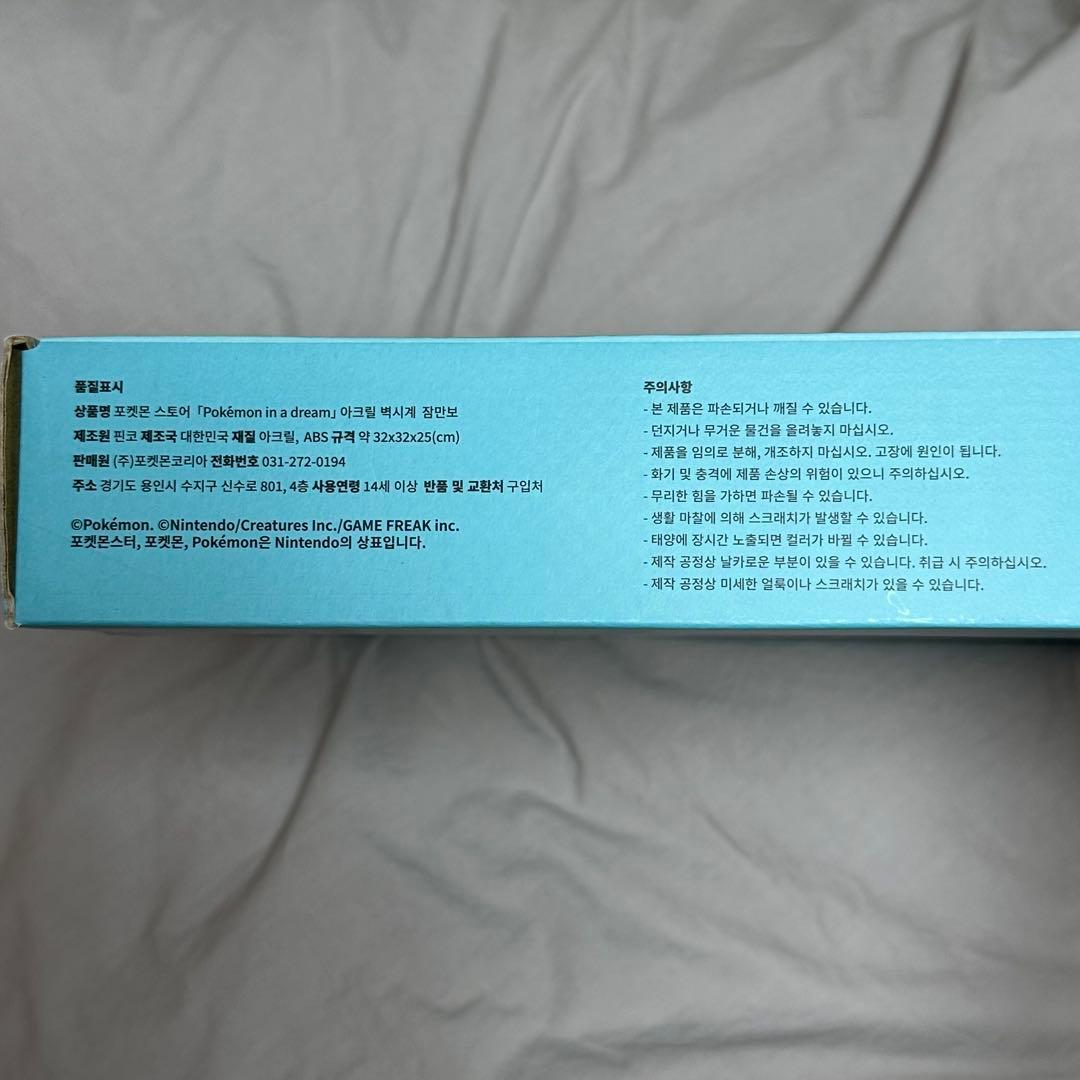 품질표시
상품명 포켓몬 스토어 「Pokémon in a dream」 아크릴 벽시계 잠만보
제조원 핀코 제조국 대한민국 재질 아크릴, ABS 규격 약 32x32x25(cm)
판매원 (주)포켓몬코리아 전화번호 031-272-0194
주소 경기도 용인시 수지구 신수로 801, 4층 사용연령 14세 이상 반품 및 교환처 구입처
©Pokémon. ©Nintendo/Creatures Inc./GAME FREAK inc.
포켓몬스터, 포켓몬, Pokémon은 Nintendo의 상표입니다.
주의사항
- 본 제품은 파손되거나 깨질 수 있습니다.
- 던지거나 무거운 물건을 올려놓지 마십시오.
- 제품을 임의로 분해, 개조하지 마십시오. 고장에 원인이 됩니다.
- 화기 및 충격에 제품 손상의 위험이 있으니 주의하십시오.
- 무리한 힘을 가하면 파손될 수 있습니다.
- 생활 마찰에 의해 스크래치가 발생할 수 있습니다.
- 태양에 장시간 노출되면 컬러가 바뀔 수 있습니다.
- 제작 공정상 날카로운 부분이 있을 수 있습니다. 취급 시 주의하십시오.
- 제작 공정상 미세한 얼룩이나 스크래치가 있을 수 있습니다.